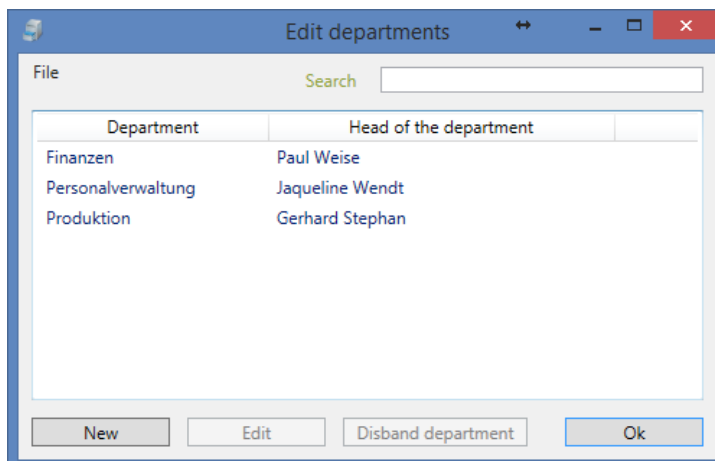 Edit departments
File
Search
Department Head of the department
Finanzen Paul Weise
Personalverwaltung Jaqueline Wendt
Produktion Gerhard Stephan
New Edit Disband department Ok